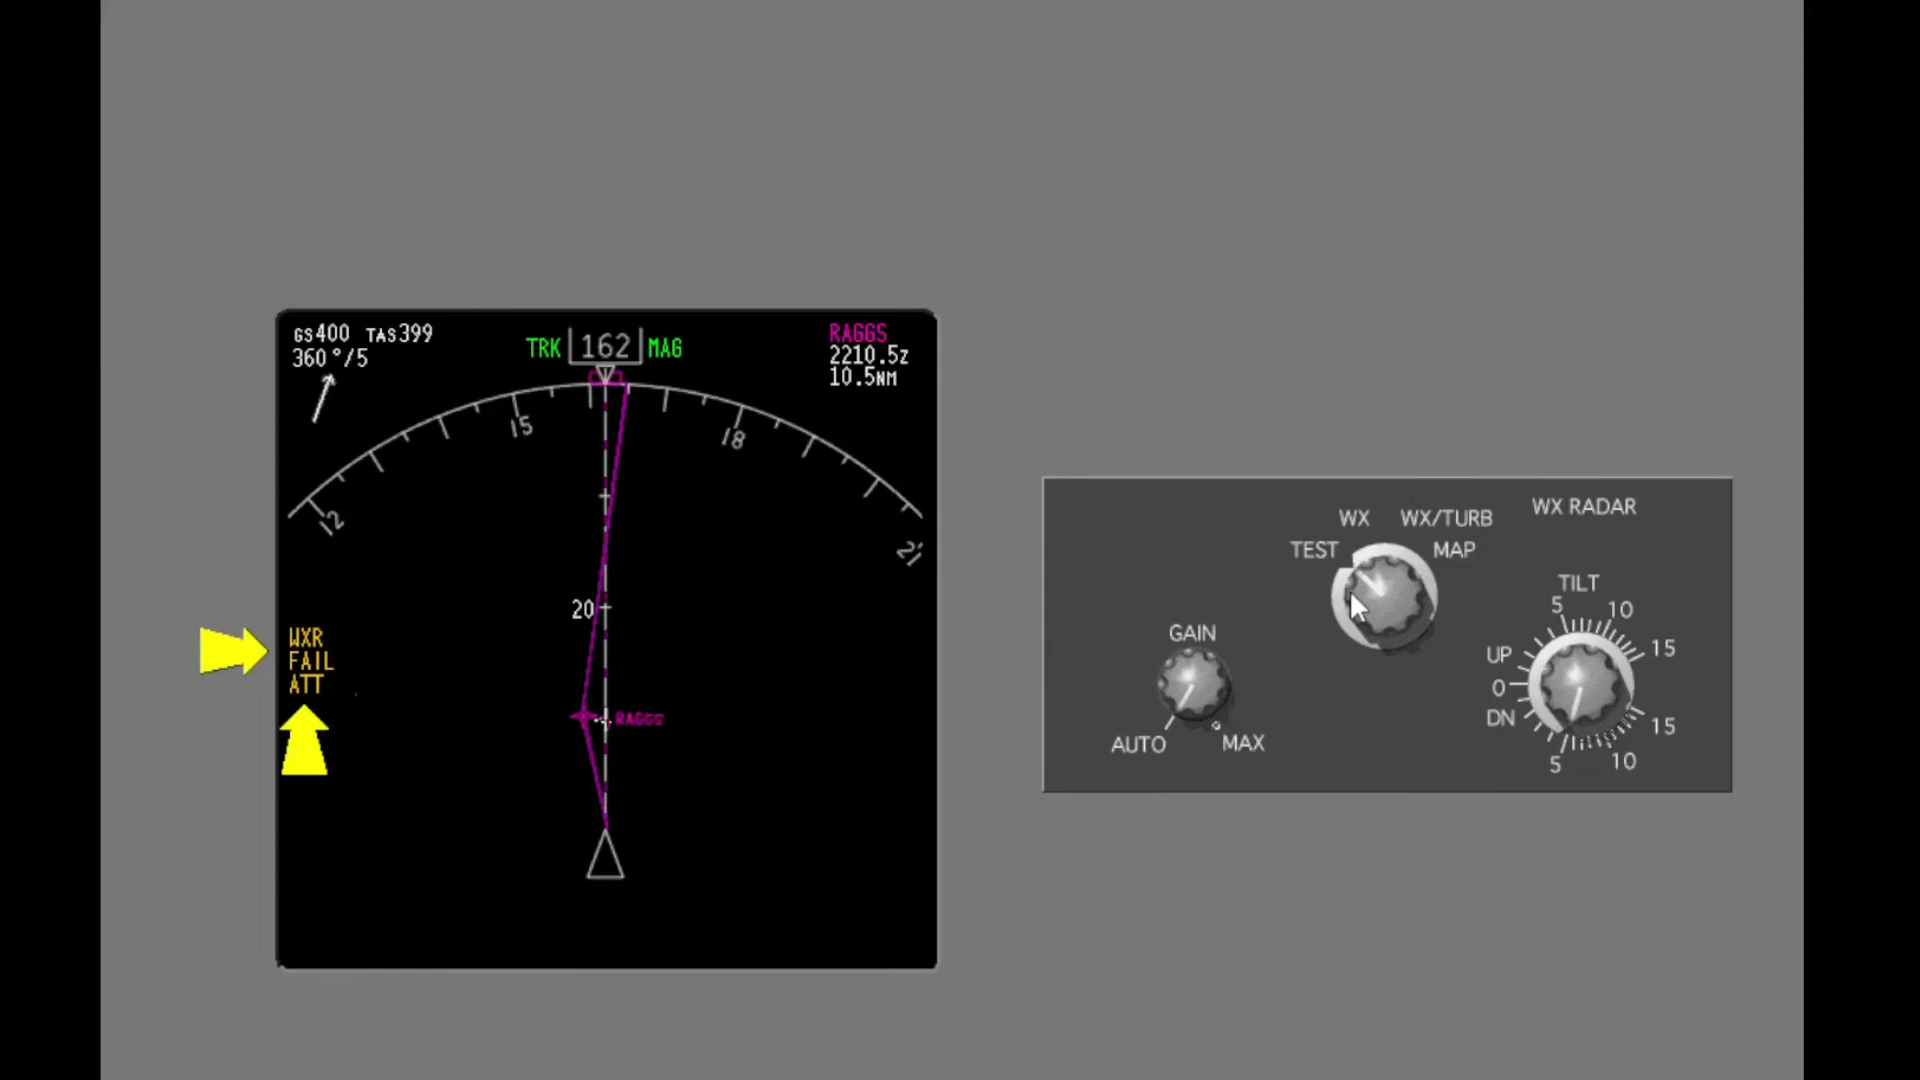 GS400 TAS399
360°/5
TRK 162 MAG
RAGGS
2210.5z
10.5NM
12
15
18
21
20
WXR
FAIL
ATT
RAGGS
WX RADAR
WX WX/TURB
TEST MAP
GAIN
AUTO MAX
TILT
5 10
15
UP
0
DN
15
5 10